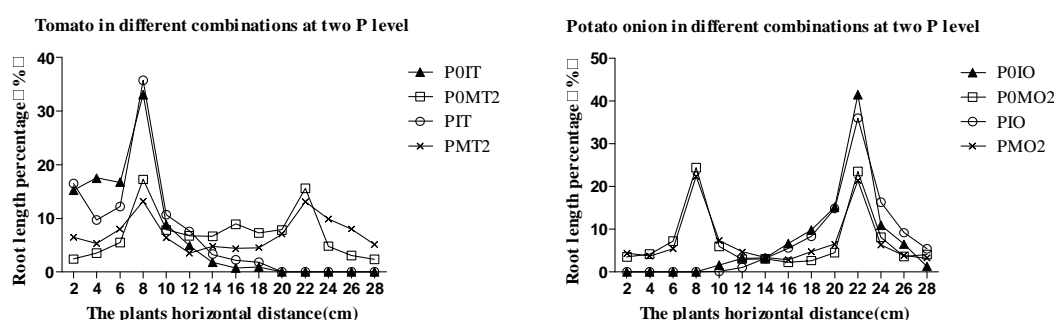 Tomato in different combinations at two P level
Root length percentage□%□
40
30
20
10
0
2 4 6 8 10 12 14 16 18 20 22 24 26 28
The plants horizontal distance(cm)
P0IT
P0MT2
PIT
PMT2
Potato onion in different combinations at two P level
Root length percentage□%□
50
40
30
20
10
0
2 4 6 8 10 12 14 16 18 20 22 24 26 28
The plants horizontal distance(cm)
P0IO
P0MO2
PIO
PMO2